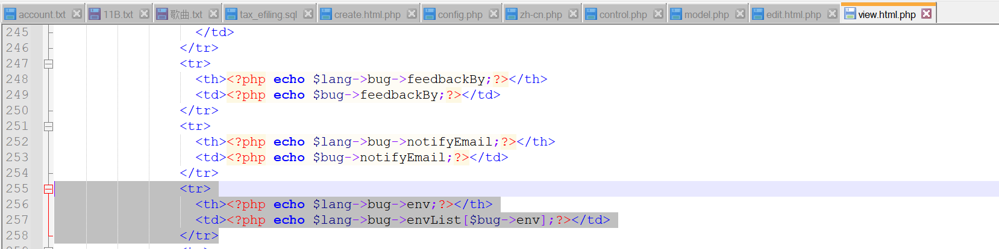 account.txt 11B.txt 歌曲.txt tax_efiling.sql create.html.php config.php zh-cn.php control.php model.php edit.html.php view.html.php
245 </td>
246 </tr>
247 <tr>
248 <th><?php echo $lang->bug->feedbackBy;?></th>
249 <td><?php echo $bug->feedbackBy;?></td>
250 </tr>
251 <tr>
252 <th><?php echo $lang->bug->notifyEmail;?></th>
253 <td><?php echo $bug->notifyEmail;?></td>
254 </tr>
255 <tr>
256 <th><?php echo $lang->bug->env;?></th>
257 <td><?php echo $lang->bug->envList[$bug->env];?></td>
258 </tr>